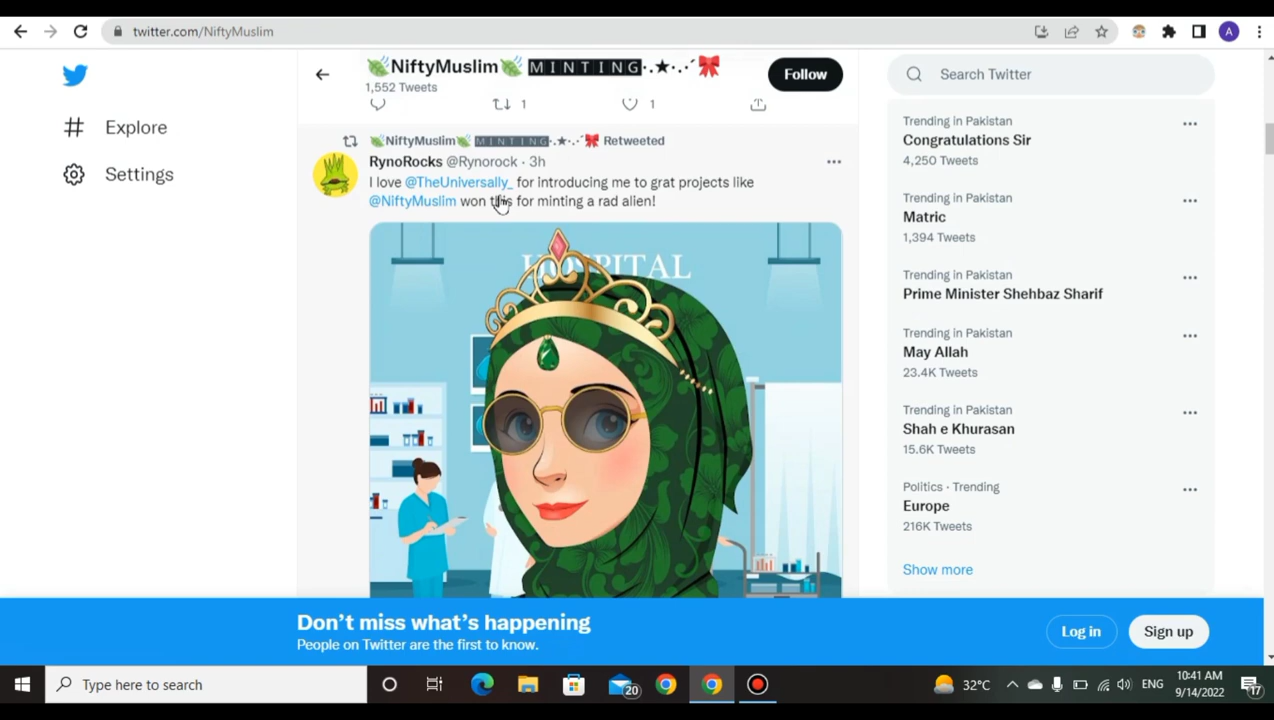 twitter.com/NiftyMuslim
A
🍃NiftyMuslim🍃 🅼🅸🅽🆃🅸🅽🅶·.★·.·´🎀
1,552 Tweets
Follow
Search Twitter
Explore
Settings
1
1
🍃NiftyMuslim🍃 🅼🅸🅽🆃🅸🅽🅶·.★·.·´🎀 Retweeted
RynoRocks @Rynorock · 3h
I love @TheUniversally_ for introducing me to grat projects like
@NiftyMuslim won this for minting a rad alien!
HOSPITAL
Trending in Pakistan
Congratulations Sir
4,250 Tweets
Trending in Pakistan
Matric
1,394 Tweets
Trending in Pakistan
Prime Minister Shehbaz Sharif
Trending in Pakistan
May Allah
23.4K Tweets
Trending in Pakistan
Shah e Khurasan
15.6K Tweets
Politics · Trending
Europe
216K Tweets
Show more
Don’t miss what’s happening
People on Twitter are the first to know.
Log in
Sign up
Type here to search
20
32°C
ENG
10:41 AM
9/14/2022
17